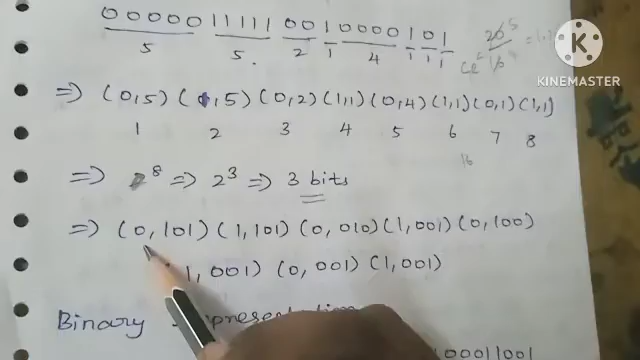 00000 11111 00 1 0000 1 0 1
5 5. 2 1 4 1 1 1
KINEMASTER
=> (0,5) (1,5) (0,2) (1,1) (0,4) (1,1) (0,1) (1,1)
1 2 3 4 5 6 7 8
16
=> 8 => 2³ => 3 bits
=> (0,101) (1,101) (0,010) (1,001) (0,100)
1,001) (0,001) (1,001)
Binary
00011001